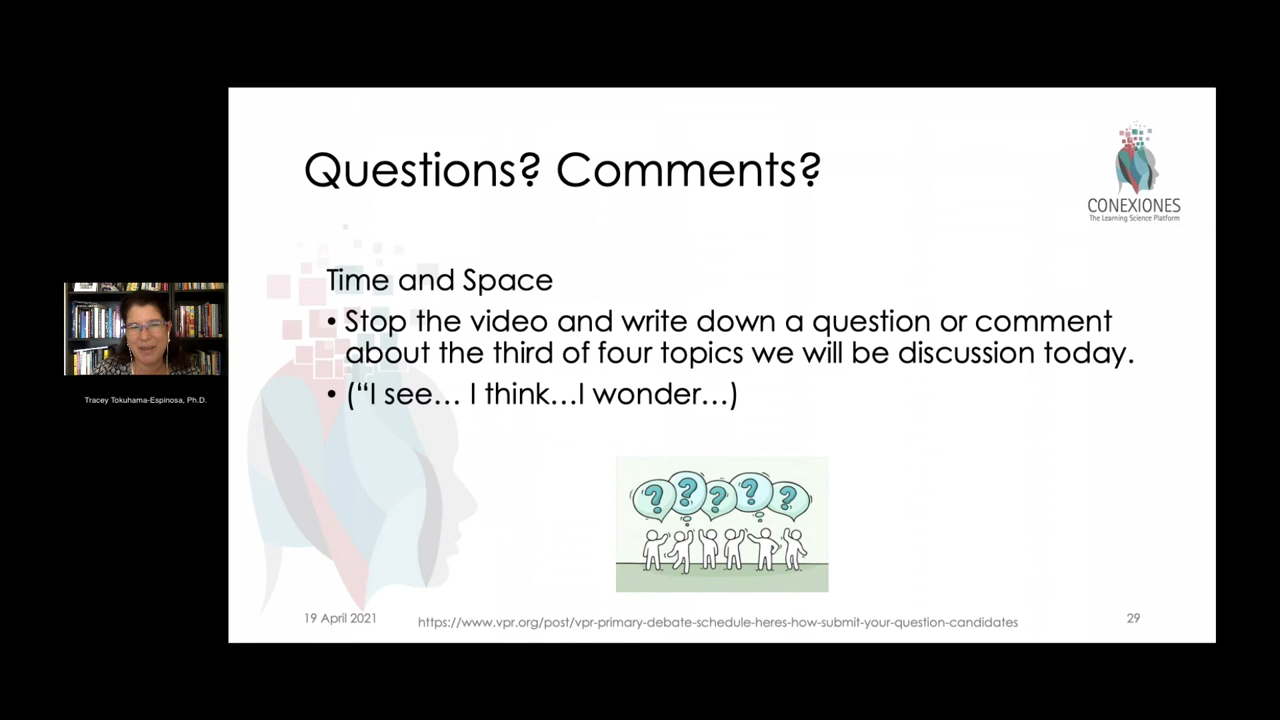 Questions? Comments?
CONEXIONES
The Learning Science Platform
Time and Space
• Stop the video and write down a question or comment
about the third of four topics we will be discussion today.
• (“I see… I think…I wonder…)
? ? ? ? ?
Tracey Tokuhama-Espinosa, Ph.D.
19 April 2021
https://www.vpr.org/post/vpr-primary-debate-schedule-heres-how-submit-your-question-candidates
29